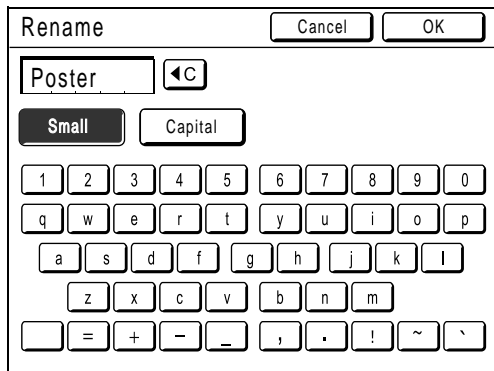 Rename Cancel OK
Poster ◀C
Small Capital
1 2 3 4 5 6 7 8 9 0
q w e r t y u i o p
a s d f g h j k l
z x c v b n m
= + − _ , . ! ~ `